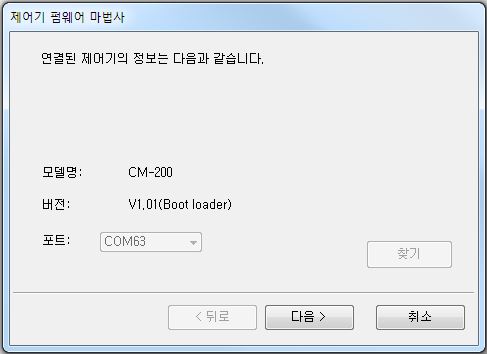 제어기 펌웨어 마법사
연결된 제어기의 정보는 다음과 같습니다.
모델명: CM-200
버전: V1.01(Boot loader)
포트: COM63
찾기
< 뒤로 다음 > 취소